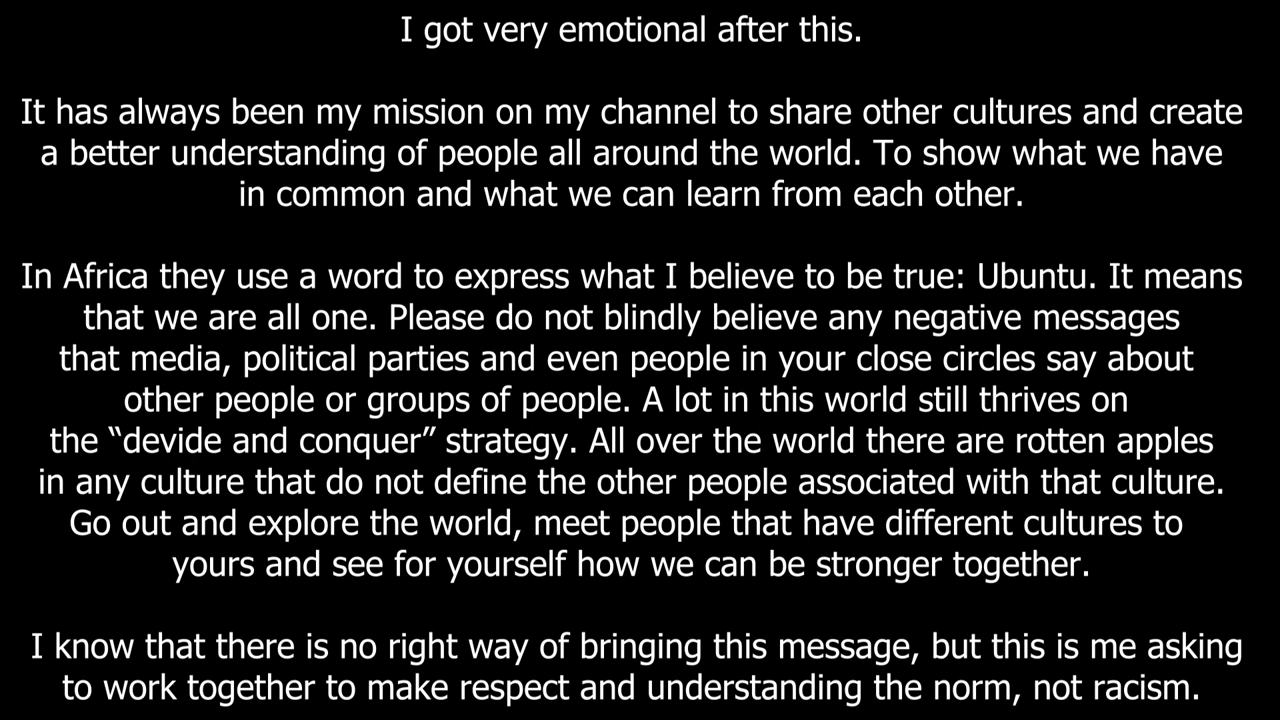 I got very emotional after this.
It has always been my mission on my channel to share other cultures and create
a better understanding of people all around the world. To show what we have
in common and what we can learn from each other.
In Africa they use a word to express what I believe to be true: Ubuntu. It means
that we are all one. Please do not blindly believe any negative messages
that media, political parties and even people in your close circles say about
other people or groups of people. A lot in this world still thrives on
the “devide and conquer” strategy. All over the world there are rotten apples
in any culture that do not define the other people associated with that culture.
Go out and explore the world, meet people that have different cultures to
yours and see for yourself how we can be stronger together.
I know that there is no right way of bringing this message, but this is me asking
to work together to make respect and understanding the norm, not racism.